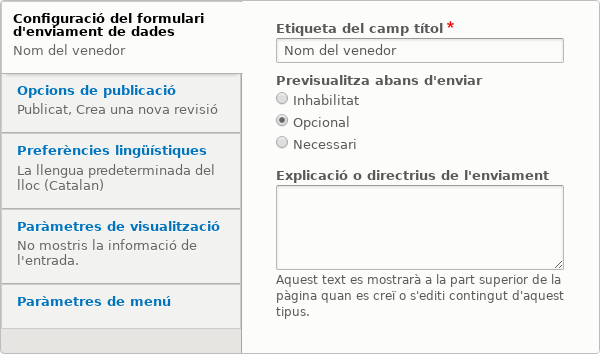 Configuració del formulari
d'enviament de dades
Nom del venedor
Opcions de publicació
Publicat, Crea una nova revisió
Preferències lingüístiques
La llengua predeterminada del
lloc (Catalan)
Paràmetres de visualització
No mostris la informació de
l'entrada.
Paràmetres de menú
Etiqueta del camp títol *
Nom del venedor
Previsualitza abans d'enviar
Inhabilitat
Opcional
Necessari
Explicació o directrius de l'enviament
Aquest text es mostrarà a la part superior de la
pàgina quan es creï o s'editi contingut d'aquest
tipus.